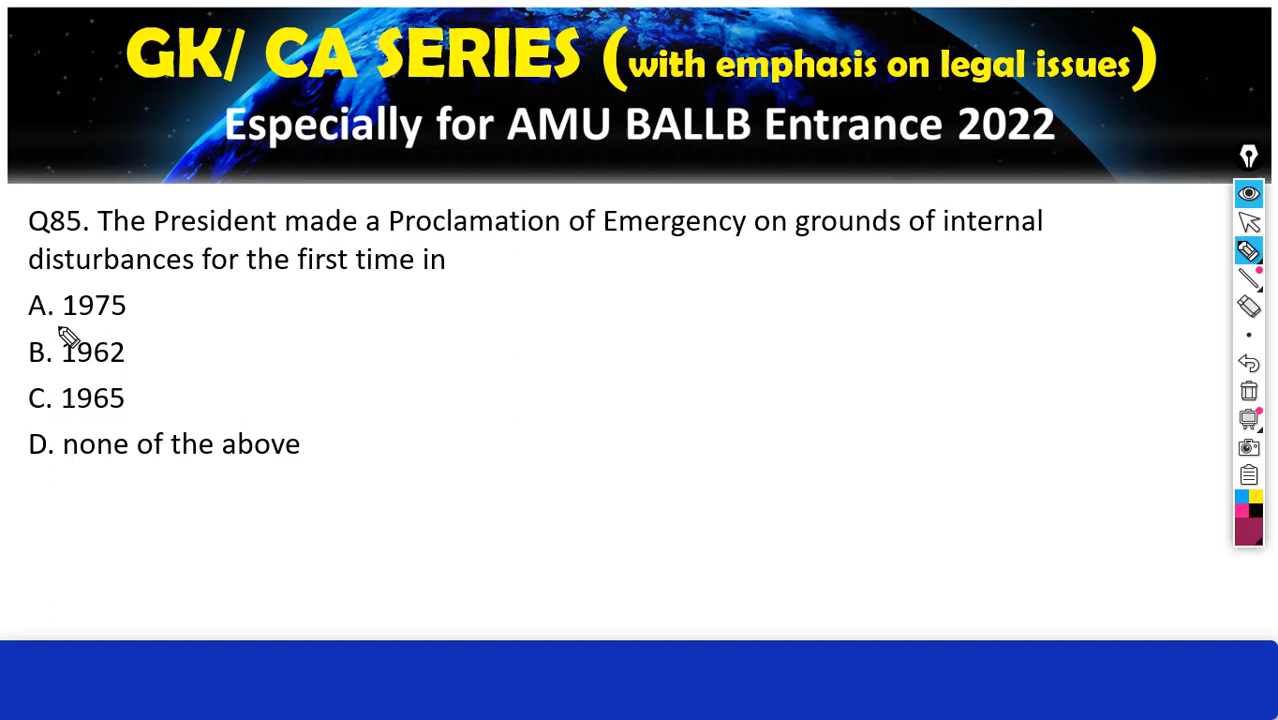 GK/ CA SERIES (with emphasis on legal issues)
Especially for AMU BALLB Entrance 2022
Q85. The President made a Proclamation of Emergency on grounds of internal
disturbances for the first time in
A. 1975
B. 1962
C. 1965
D. none of the above